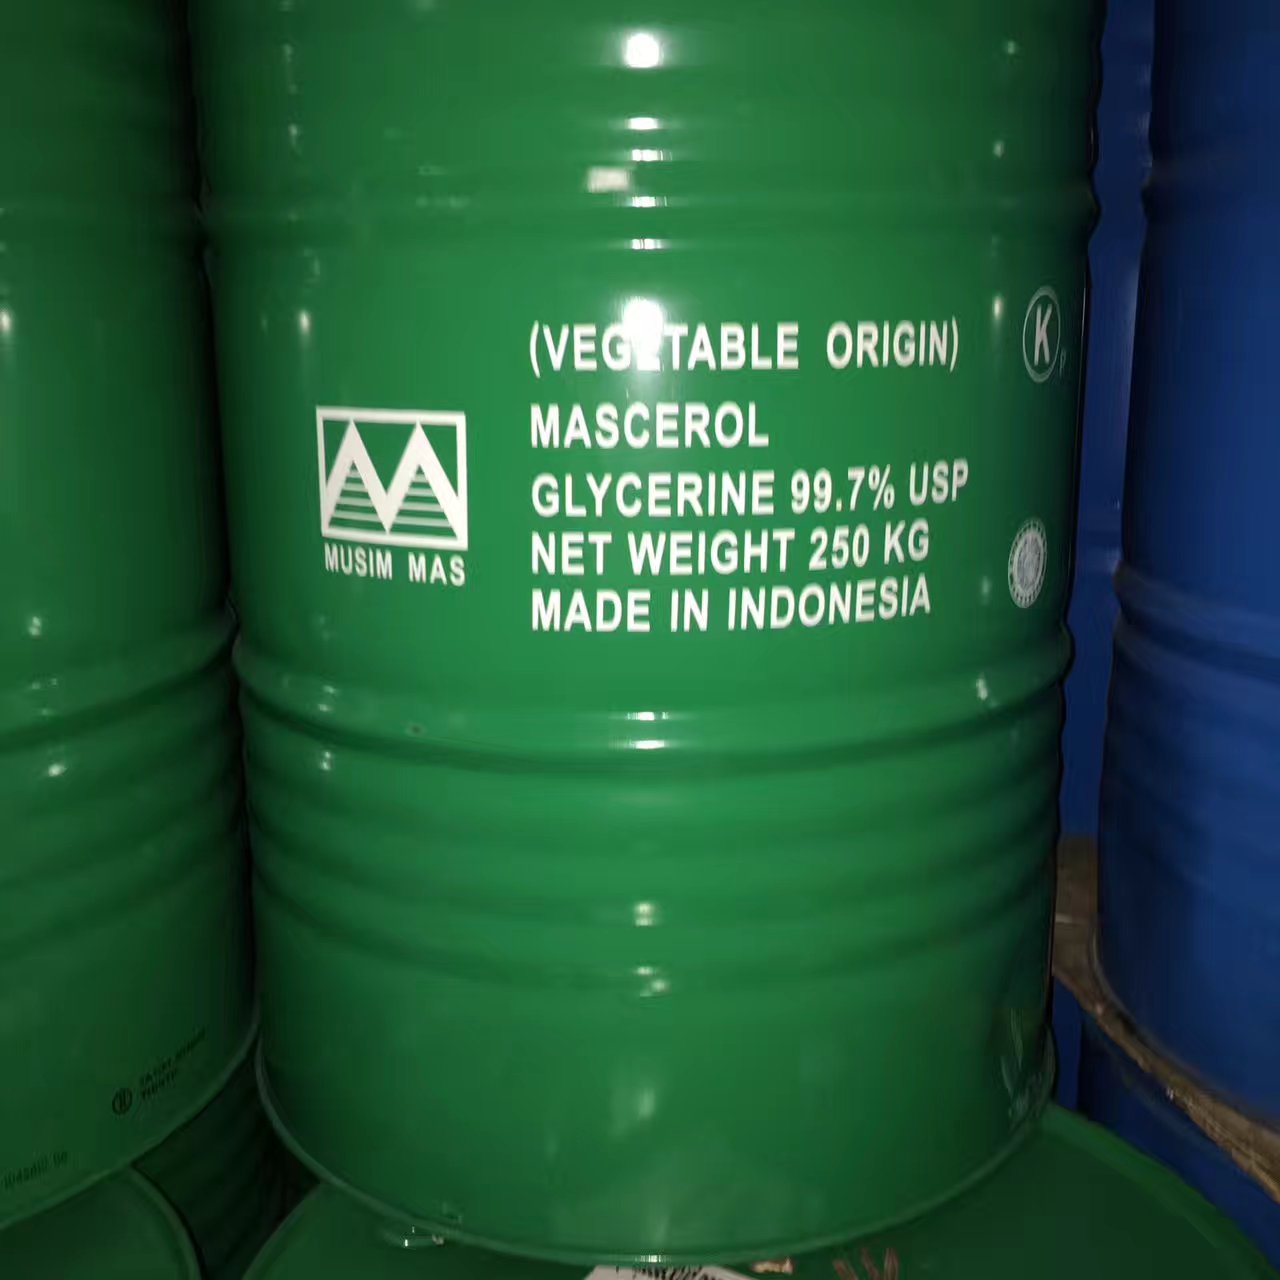 (VEGETABLE ORIGIN)
K
MASCEROL
GLYCERINE 99.7% USP
NET WEIGHT 250 KG
MADE IN INDONESIA
MUSIM MAS